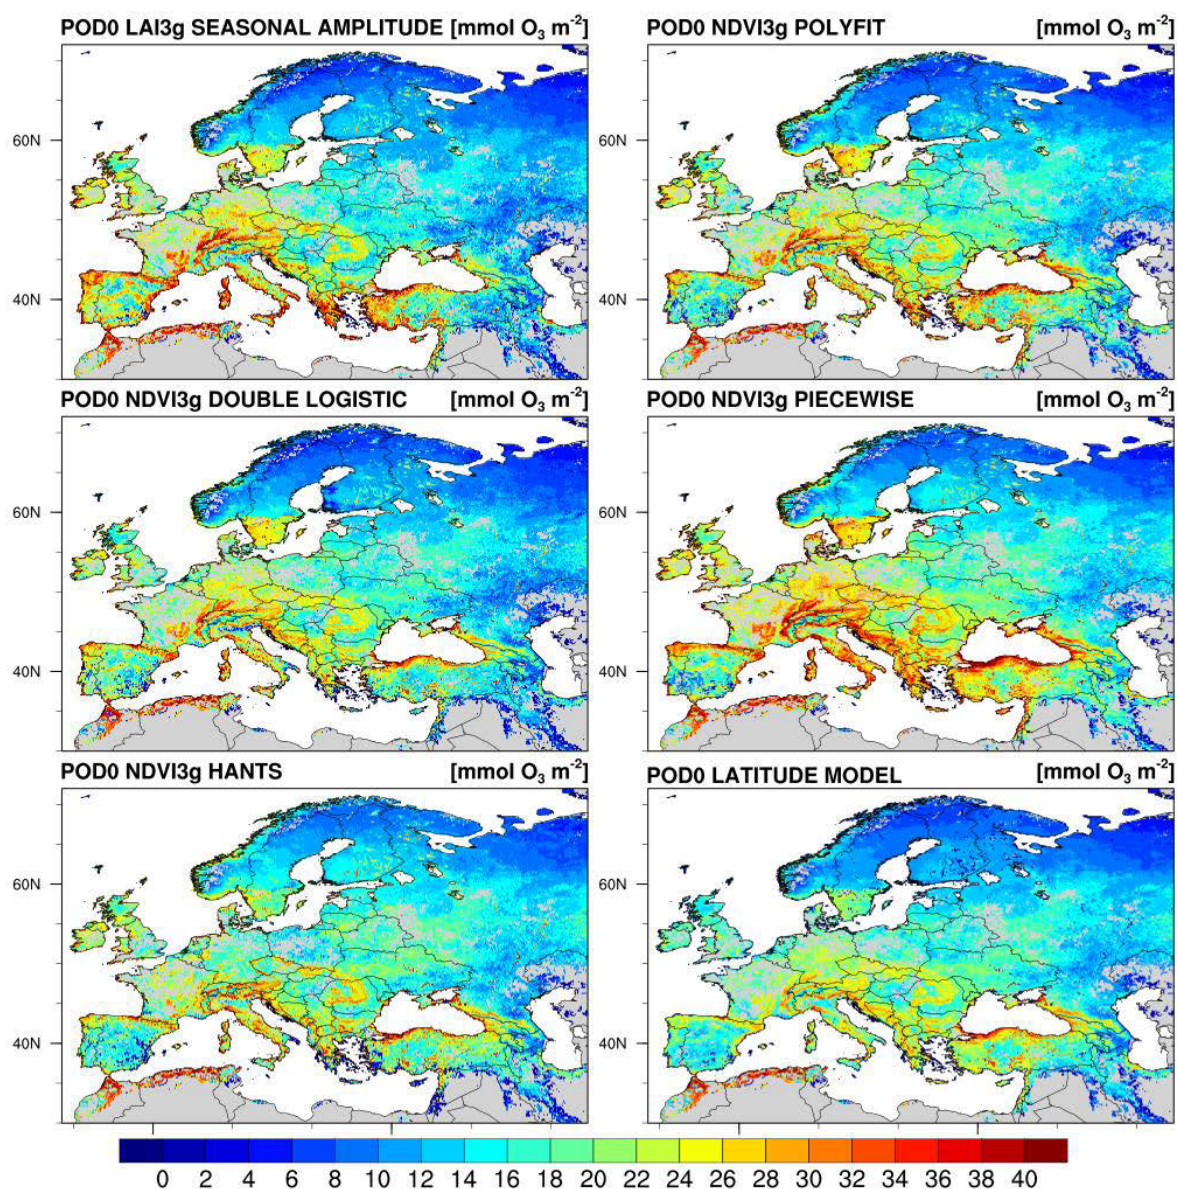 POD0 LAI3g SEASONAL AMPLITUDE [mmol O₃ m⁻²]
POD0 NDVI3g POLYFIT [mmol O₃ m⁻²]
60N
60N
40N
40N
POD0 NDVI3g DOUBLE LOGISTIC [mmol O₃ m⁻²]
POD0 NDVI3g PIECEWISE [mmol O₃ m⁻²]
60N
60N
40N
40N
POD0 NDVI3g HANTS [mmol O₃ m⁻²]
POD0 LATITUDE MODEL [mmol O₃ m⁻²]
60N
60N
40N
40N
0 2 4 6 8 10 12 14 16 18 20 22 24 26 28 30 32 34 36 38 40